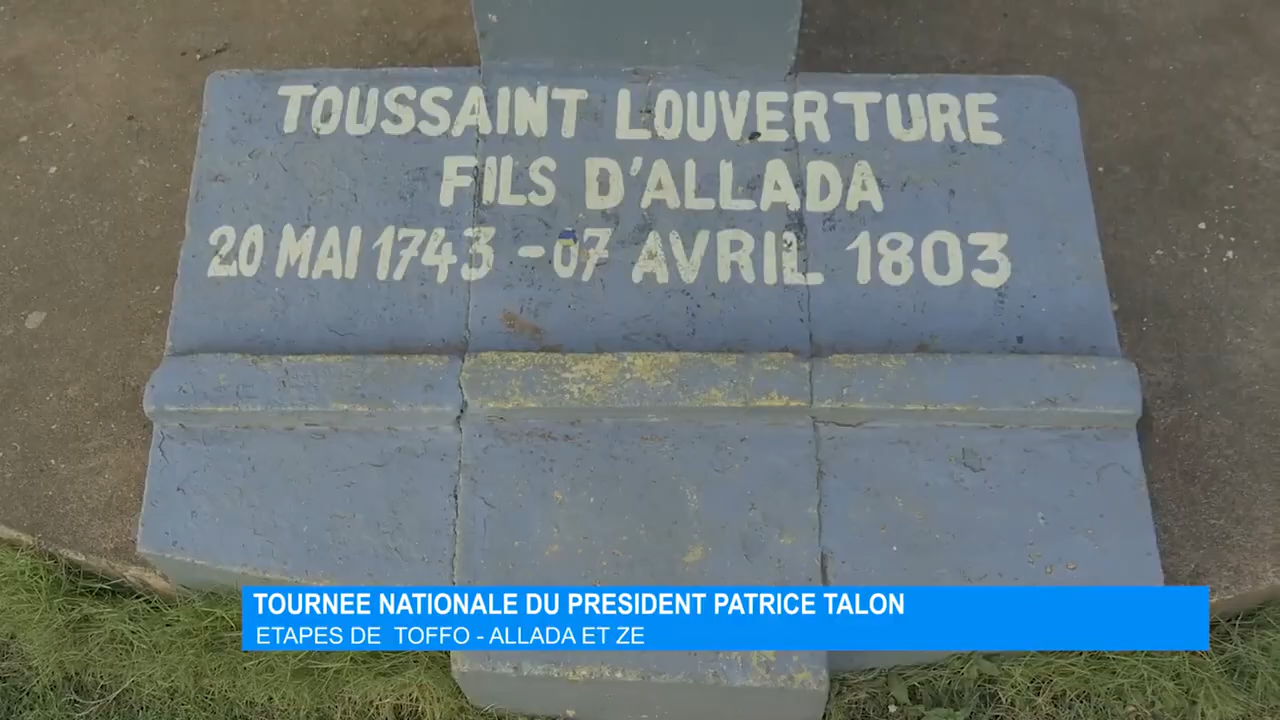 TOUSSAINT LOUVERTURE
FILS D'ALLADA
20 MAI 1743 - 07 AVRIL 1803
TOURNEE NATIONALE DU PRESIDENT PATRICE TALON
ETAPES DE TOFFO - ALLADA ET ZE